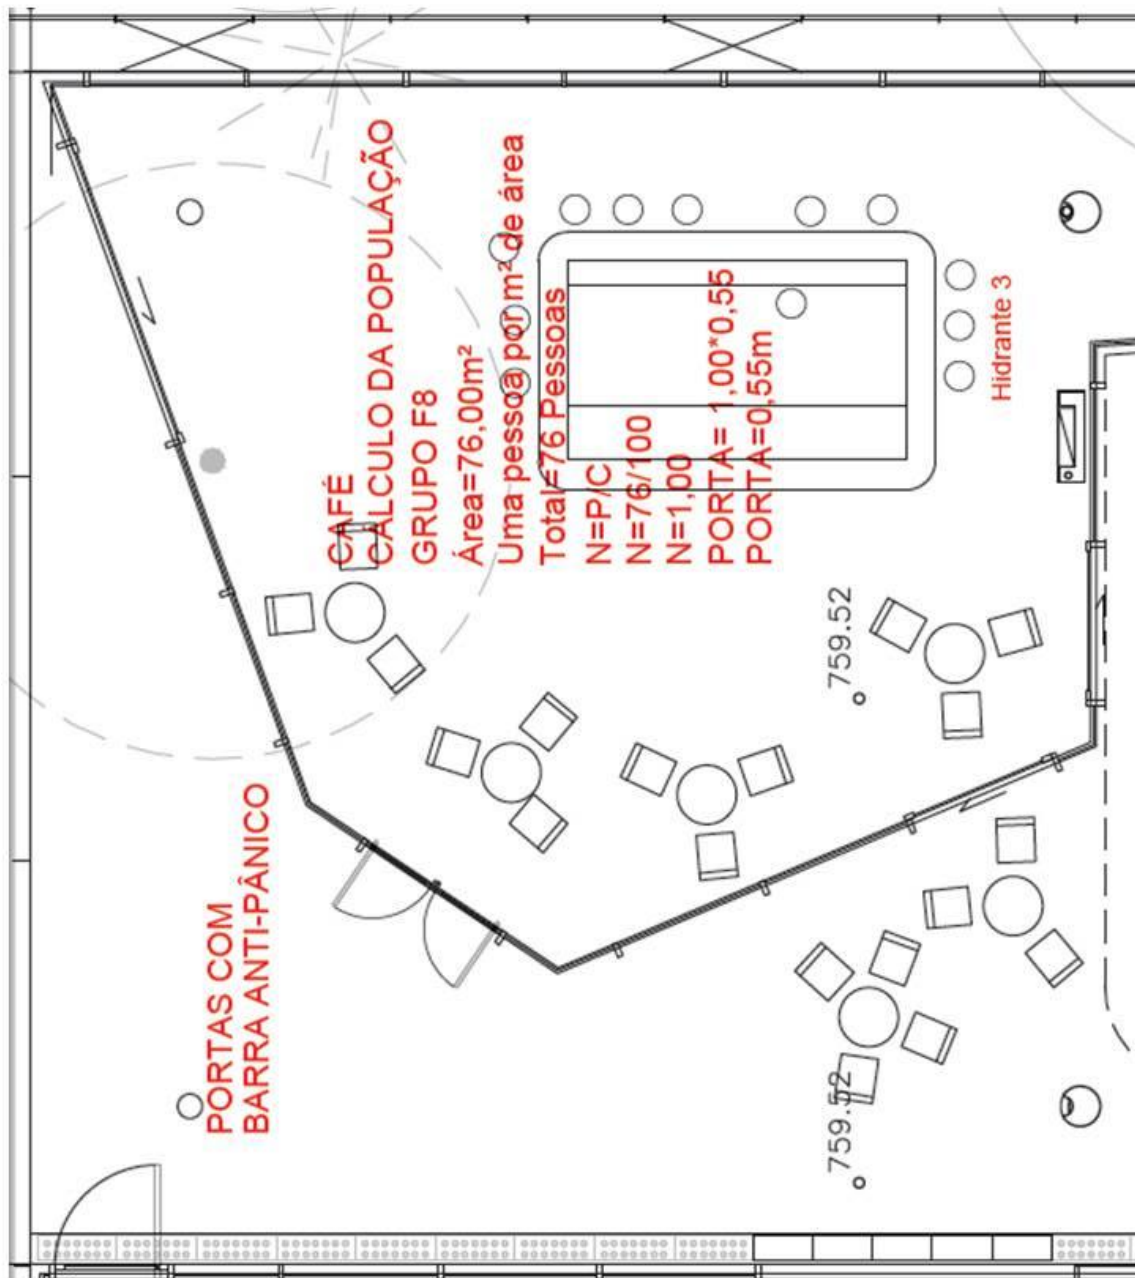 CAFÉ
CALCULO DA POPULAÇÃO
GRUPO F8
Área=76,00m²
Uma pessoa por m² de área
Total=76 Pessoas
N=P/C
N=76/100
N=1,00
PORTA= 1,00*0,55
PORTA=0,55m
Hidrante 3
759.52
PORTAS COM
BARRA ANTI-PÂNICO
759.52